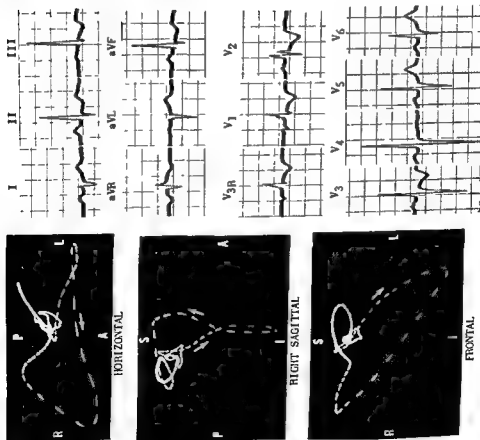 P
R L
A
HORIZONTAL
S
P A
I
RIGHT SAGITTAL
S
R L
I
FRONTAL
I II III
aVR aVL aVF
V3R V1 V2
V3 V4 V5 V6